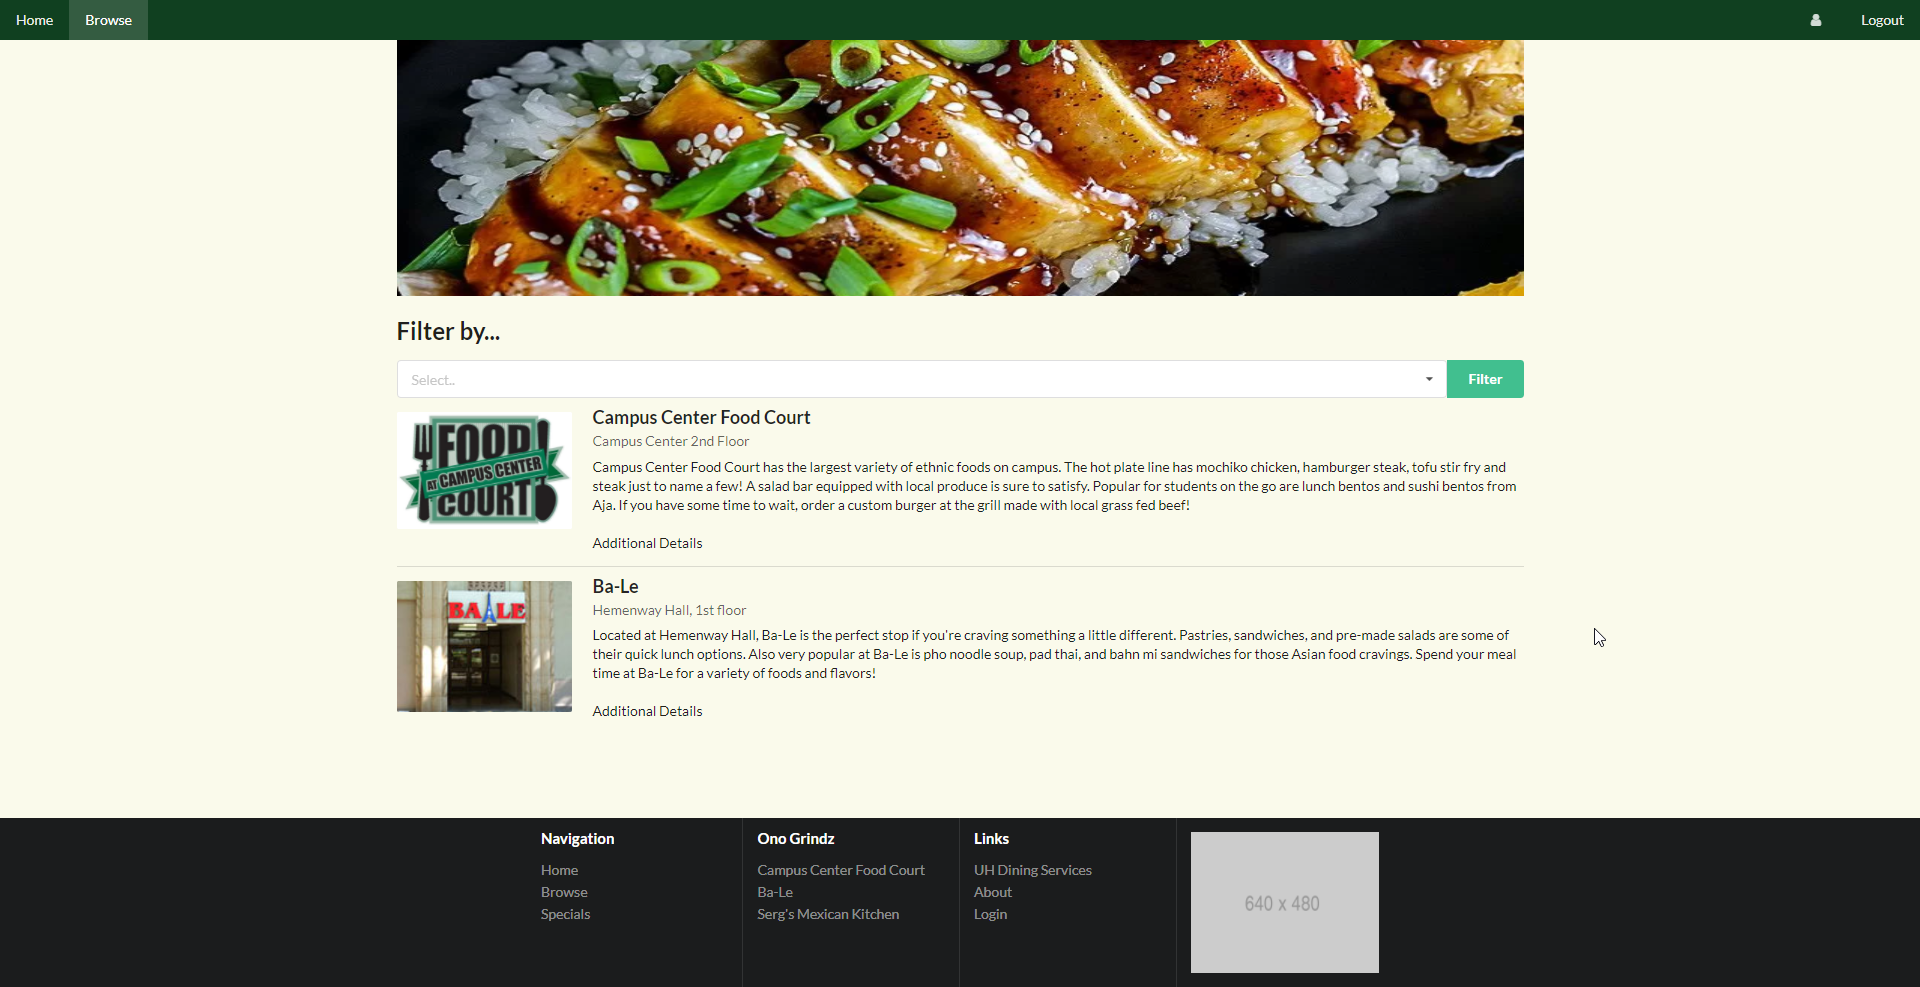 Home Browse Logout
Filter by...
Select..
Filter
FOOD
AT CAMPUS CENTER
COURT
Campus Center Food Court
Campus Center 2nd Floor
Campus Center Food Court has the largest variety of ethnic foods on campus. The hot plate line has mochiko chicken, hamburger steak, tofu stir fry and
steak just to name a few! A salad bar equipped with local produce is sure to satisfy. Popular for students on the go are lunch bentos and sushi bentos from
Aja. If you have some time to wait, order a custom burger at the grill made with local grass fed beef!
Additional Details
BA LE
Ba-Le
Hemenway Hall, 1st floor
Located at Hemenway Hall, Ba-Le is the perfect stop if you're craving something a little different. Pastries, sandwiches, and pre-made salads are some of
their quick lunch options. Also very popular at Ba-Le is pho noodle soup, pad thai, and bahn mi sandwiches for those Asian food cravings. Spend your meal
time at Ba-Le for a variety of foods and flavors!
Additional Details
Navigation
Home
Browse
Specials
Ono Grindz
Campus Center Food Court
Ba-Le
Serg's Mexican Kitchen
Links
UH Dining Services
About
Login
640 x 480